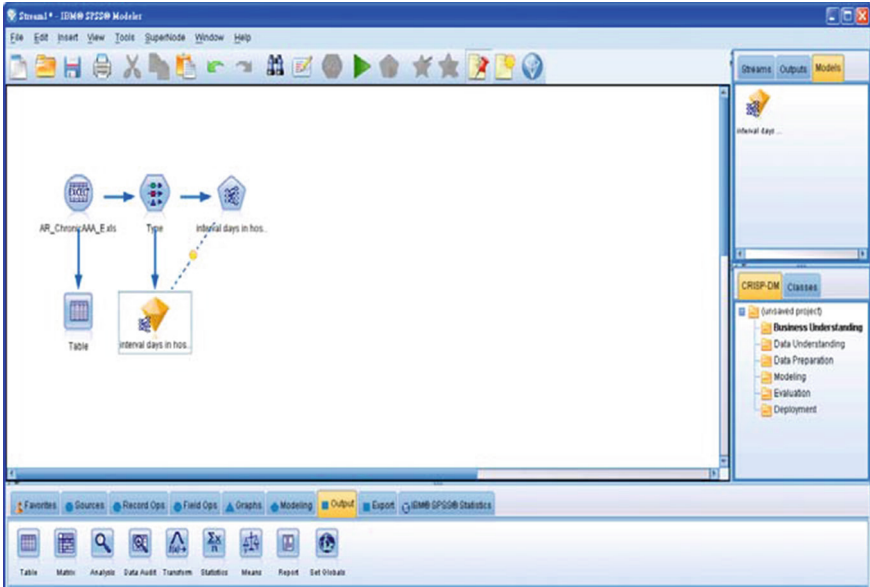 Stream1* - IBM® SPSS® Modeler
File Edit Insert View Tools SuperNode Window Help
Streams Outputs Models
interval days ...
AR_ChronicAAA_E.xls
Type
interval days in hos..
Table
interval days in hos..
CRISP-DM Classes
(unsaved project)
Business Understanding
Data Understanding
Data Preparation
Modeling
Evaluation
Deployment
Favorites Sources Record Ops Field Ops Graphs Modeling Output Export IBM® SPSS® Statistics
Table Matrix Analysis Data Audit Transform Statistics Means Report Set Globals